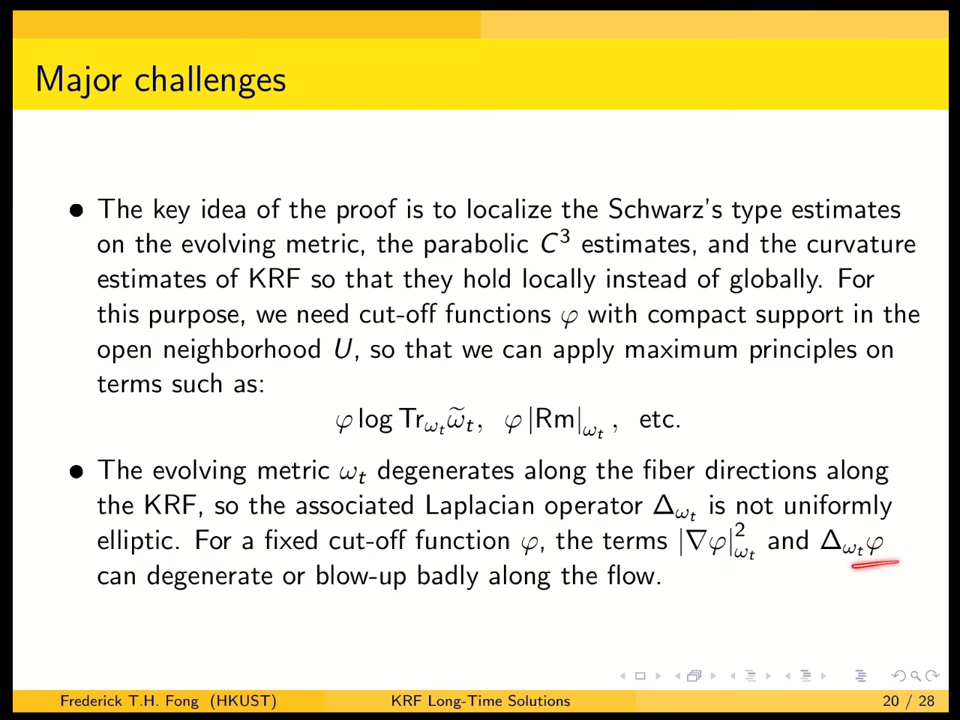 Major challenges
• The key idea of the proof is to localize the Schwarz's type estimates
on the evolving metric, the parabolic C³ estimates, and the curvature
estimates of KRF so that they hold locally instead of globally. For
this purpose, we need cut-off functions φ with compact support in the
open neighborhood U, so that we can apply maximum principles on
terms such as:
φ log Tr_{ω_t} ω̃_t, φ |Rm|_{ω_t}, etc.
• The evolving metric ω_t degenerates along the fiber directions along
the KRF, so the associated Laplacian operator Δ_{ω_t} is not uniformly
elliptic. For a fixed cut-off function φ, the terms |∇φ|²_{ω_t} and Δ_{ω_t}φ
can degenerate or blow-up badly along the flow.
Frederick T.H. Fong (HKUST) KRF Long-Time Solutions 20 / 28